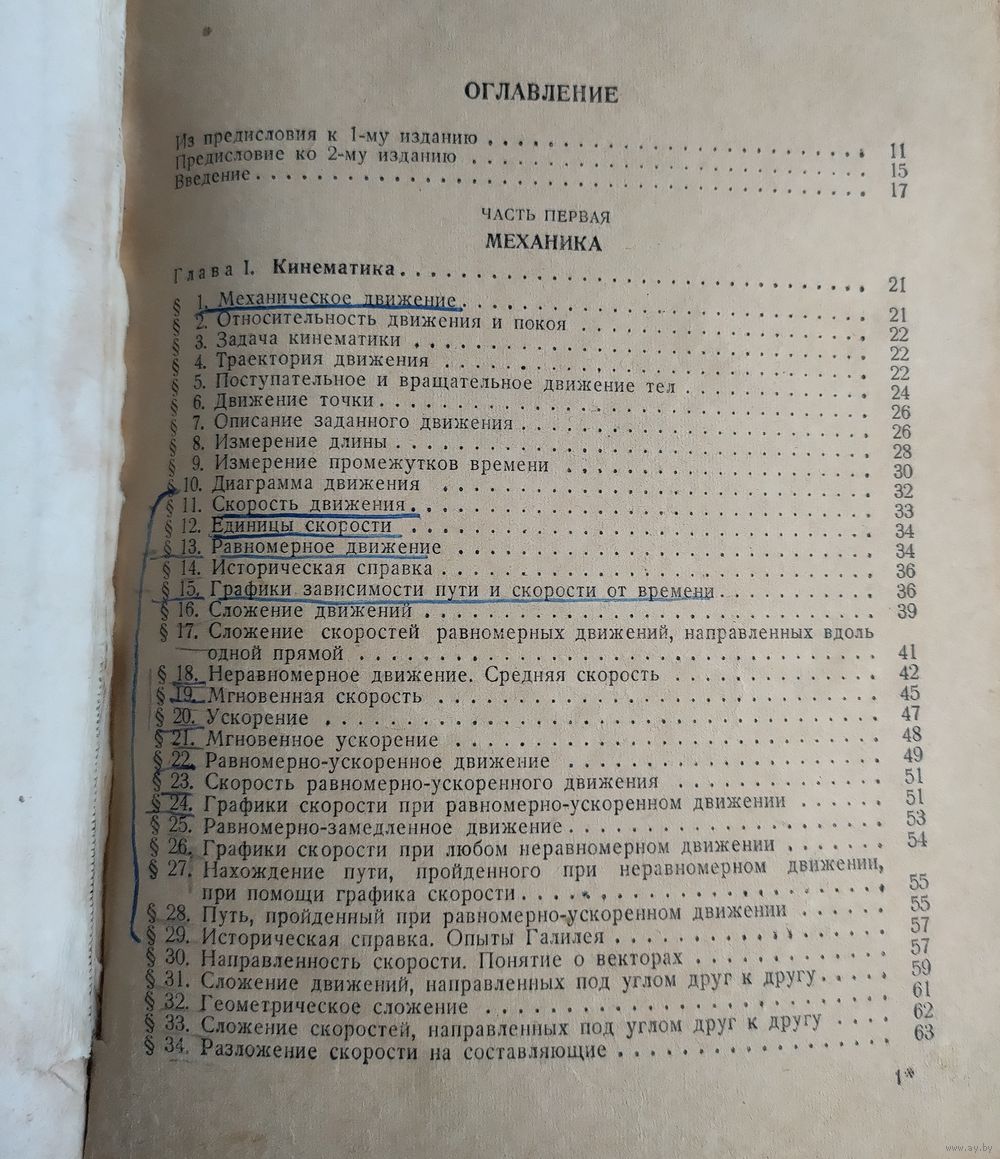 ОГЛАВЛЕНИЕ
Из предисловия к 1-му изданию . . . . . . . . . . . . . . . . . . . 11
Предисловие ко 2-му изданию . . . . . . . . . . . . . . . . . . . . 15
Введение . . . . . . . . . . . . . . . . . . . . . . . . . . . . . . 17
ЧАСТЬ ПЕРВАЯ
МЕХАНИКА
Глава I. Кинематика . . . . . . . . . . . . . . . . . . . . . . . . 21
§ 1. Механическое движение . . . . . . . . . . . . . . . . . . . . 21
§ 2. Относительность движения и покоя . . . . . . . . . . . . . . 22
§ 3. Задача кинематики . . . . . . . . . . . . . . . . . . . . . . 22
§ 4. Траектория движения . . . . . . . . . . . . . . . . . . . . . 22
§ 5. Поступательное и вращательное движение тел . . . . . . . . . 24
§ 6. Движение точки . . . . . . . . . . . . . . . . . . . . . . . . 26
§ 7. Описание заданного движения . . . . . . . . . . . . . . . . . 26
§ 8. Измерение длины . . . . . . . . . . . . . . . . . . . . . . . 28
§ 9. Измерение промежутков времени . . . . . . . . . . . . . . . . 30
§ 10. Диаграмма движения . . . . . . . . . . . . . . . . . . . . . 32
§ 11. Скорость движения . . . . . . . . . . . . . . . . . . . . . . 33
§ 12. Единицы скорости . . . . . . . . . . . . . . . . . . . . . . 34
§ 13. Равномерное движение . . . . . . . . . . . . . . . . . . . . 34
§ 14. Историческая справка . . . . . . . . . . . . . . . . . . . . 36
§ 15. Графики зависимости пути и скорости от времени . . . . . . . 36
§ 16. Сложение движений . . . . . . . . . . . . . . . . . . . . . . 39
§ 17. Сложение скоростей равномерных движений, направленных вдоль
одной прямой . . . . . . . . . . . . . . . . . . . . . . . . . . . 41
§ 18. Неравномерное движение. Средняя скорость . . . . . . . . . . 42
§ 19. Мгновенная скорость . . . . . . . . . . . . . . . . . . . . . 45
§ 20. Ускорение . . . . . . . . . . . . . . . . . . . . . . . . . . 47
§ 21. Мгновенное ускорение . . . . . . . . . . . . . . . . . . . . 48
§ 22. Равномерно-ускоренное движение . . . . . . . . . . . . . . . 49
§ 23. Скорость равномерно-ускоренного движения . . . . . . . . . . 51
§ 24. Графики скорости при равномерно-ускоренном движении . . . . . 51
§ 25. Равномерно-замедленное движение . . . . . . . . . . . . . . . 53
§ 26. Графики скорости при любом неравномерном движении . . . . . . 54
§ 27. Нахождение пути, пройденного при неравномерном движении,
при помощи графика скорости . . . . . . . . . . . . . . . . . . . . 55
§ 28. Путь, пройденный при равномерно-ускоренном движении . . . . . 55
§ 29. Историческая справка. Опыты Галилея . . . . . . . . . . . . . 57
§ 30. Направленность скорости. Понятие о векторах . . . . . . . . . 57
§ 31. Сложение движений, направленных под углом друг к другу . . . . 59
§ 32. Геометрическое сложение . . . . . . . . . . . . . . . . . . . 61
§ 33. Сложение скоростей, направленных под углом друг к другу . . . . 62
§ 34. Разложение скорости на составляющие . . . . . . . . . . . . . 63
1*
www.ay.by